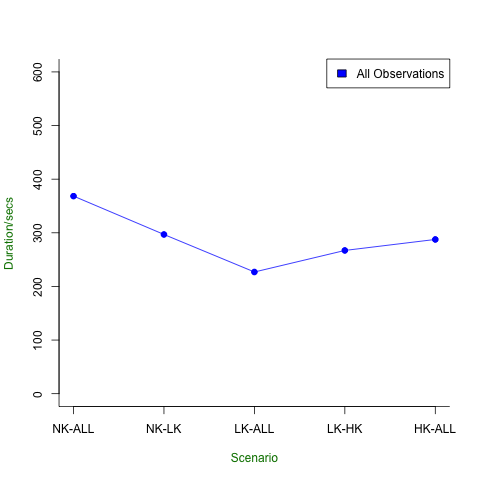 All Observations
600
500
400
300
200
100
0
Duration/secs
NK-ALL NK-LK LK-ALL LK-HK HK-ALL
Scenario